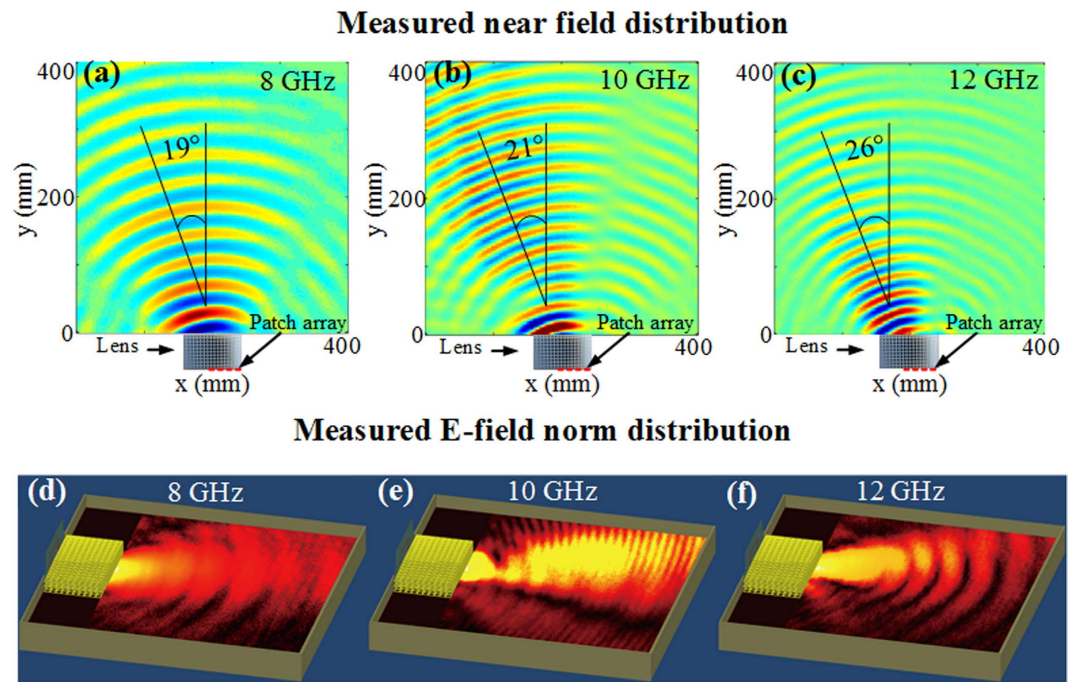 Measured near field distribution
(a) 8 GHz
400
200
0
y (mm)
19°
Patch array
Lens
400
x (mm)
(b) 10 GHz
400
200
0
y (mm)
21°
Patch array
Lens
400
x (mm)
(c) 12 GHz
400
200
0
y (mm)
26°
Patch array
Lens
400
x (mm)
Measured E-field norm distribution
(d) 8 GHz
(e) 10 GHz
(f) 12 GHz